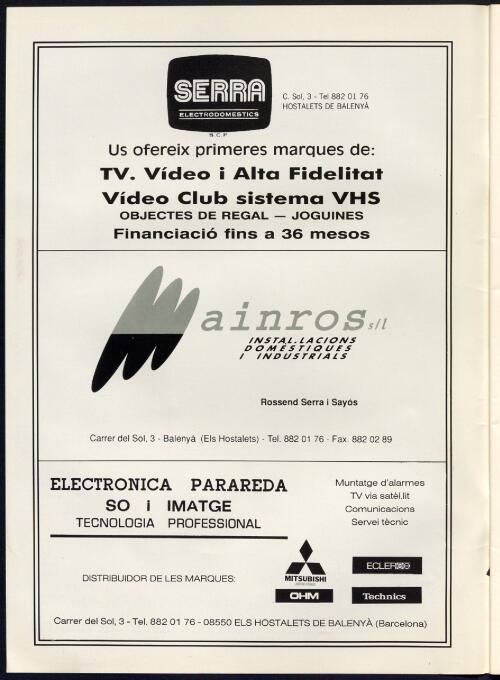 SERRA
ELECTRODOMESTICS
S.C.P.
C. Sol, 3 - Tel 882 01 76
HOSTALETS DE BALENYÀ
Us ofereix primeres marques de:
TV. Vídeo i Alta Fidelitat
Vídeo Club sistema VHS
OBJECTES DE REGAL — JOGUINES
Financiació fins a 36 mesos
ainros s/l
INSTAL.LACIONS
DOMÈSTIQUES
I INDUSTRIALS
Rossend Serra i Sayós
Carrer del Sol, 3 - Balenyà (Els Hostalets) - Tel. 882 01 76 - Fax. 882 02 89
ELECTRONICA PARAREDA
SO i IMATGE
TECNOLOGIA PROFESSIONAL
Muntatge d'alarmes
TV via satèl.lit
Comunicacions
Servei tècnic
DISTRIBUIDOR DE LES MARQUES:
MITSUBISHI
ECLER
OHM
Technics
Carrer del Sol, 3 - Tel. 882 01 76 - 08550 ELS HOSTALETS DE BALENYÀ (Barcelona)